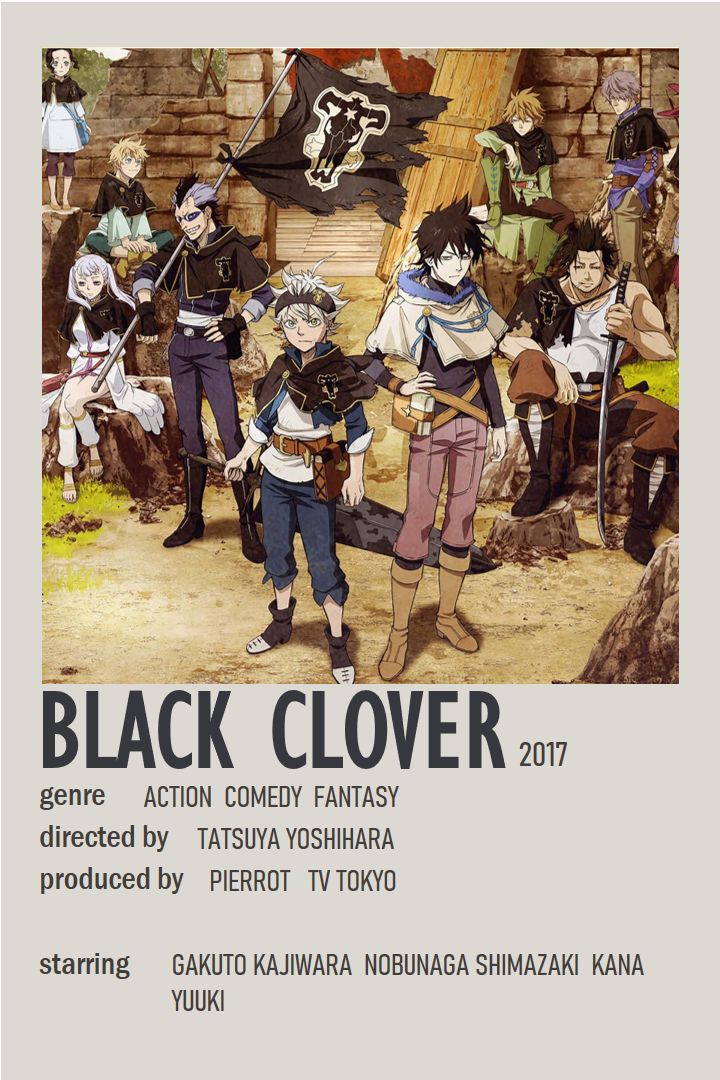 BLACK CLOVER 2017
genre ACTION COMEDY FANTASY
directed by TATSUYA YOSHIHARA
produced by PIERROT TV TOKYO
starring GAKUTO KAJIWARA NOBUNAGA SHIMAZAKI KANA
YUUKI